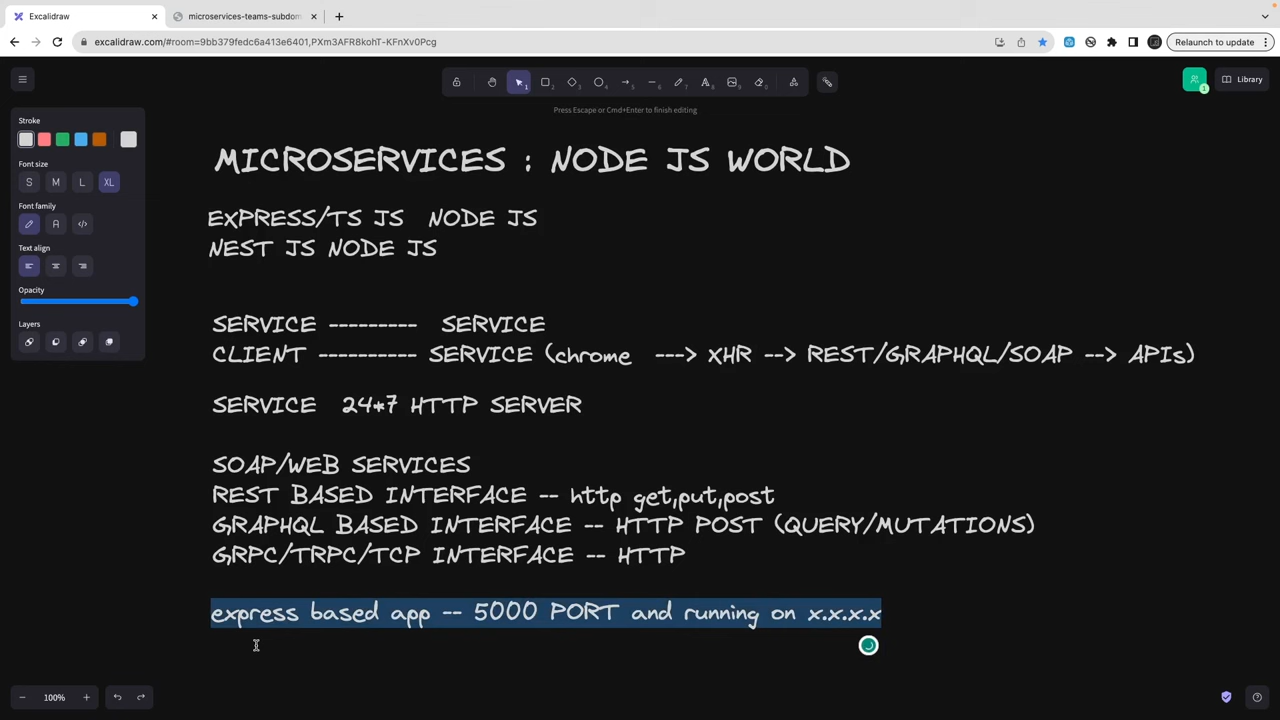 Excalidraw
microservices-teams-subdom
excalidraw.com/#room=9bb379fedc6a413e6401,PXm3AFR8kohT-KFnXv0Pcg
Relaunch to update
Library
1
Press Escape or Cmd+Enter to finish editing
Stroke
Font size
S M L XL
Font family
A
Text align
Opacity
Layers
MICROSERVICES : NODE JS WORLD
EXPRESS/TS JS NODE JS
NEST JS NODE JS
SERVICE --------- SERVICE
CLIENT ---------- SERVICE (chrome ---> XHR --> REST/GRAPHQL/SOAP --> APIs)
SERVICE 24*7 HTTP SERVER
SOAP/WEB SERVICES
REST BASED INTERFACE -- http get,put,post
GRAPHQL BASED INTERFACE -- HTTP POST (QUERY/MUTATIONS)
GRPC/TRPC/TCP INTERFACE -- HTTP
express based app -- 5000 PORT and running on x.x.x.x
100%